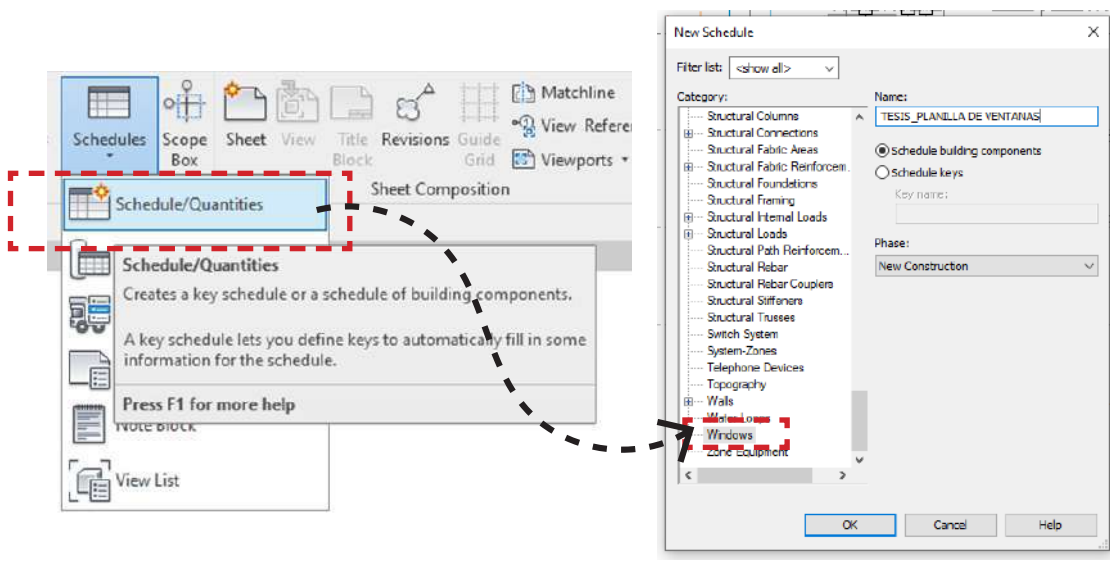 Schedules
Scope
Box
Sheet
View
Title
Block
Revisions
Guide
Grid
Matchline
View
Viewports
Sheet Composition
Schedule/Quantities
Schedule/Quantities
Creates a key schedule or a schedule of building components.
A key schedule lets you define keys to automatically fill in some
information for the schedule.
Press F1 for more help
Note Block
View List
New Schedule
Filter list:
<show all>
Category:
Structural Columns
Structural Connections
Structural Fabric Areas
Structural Fabric Reinforcem.
Structural Foundations
Structural Framing
Structural Internal Loads
Structural Loads
Structural Path Reinforcem...
Structural Rebar
Structural Rebar Couplers
Structural Stiffeners
Structural Trusses
Switch System
System-Zones
Telephone Devices
Topography
Walls
Water Loops
Windows
Zone Equipment
Name:
TESIS_PLANILLA DE VENTANAS
Schedule building components
Schedule keys
Key name:
Phase:
New Construction
OK
Cancel
Help